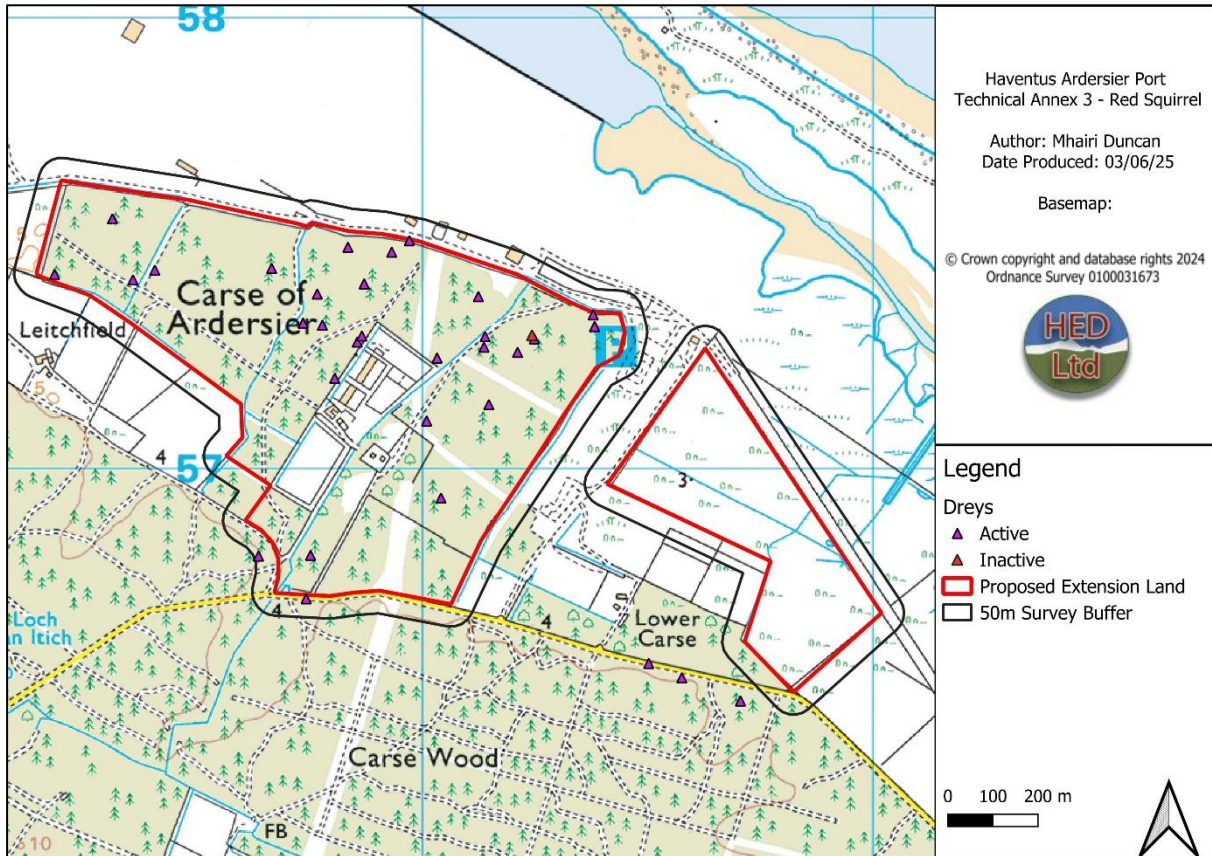 58
Haventus Ardersier Port
Technical Annex 3 - Red Squirrel
Author: Mhairi Duncan
Date Produced: 03/06/25
Basemap:
© Crown copyright and database rights 2024
Ordnance Survey 0100031673
HED
Ltd
5
Carse of
Ardersier
Leitchfield
50
4
57
3
4
Loch
an Itich
4
Lower
Carse
Carse Wood
FB
10
Legend
Dreys
Active
Inactive
Proposed Extension Land
50m Survey Buffer
0 100 200 m